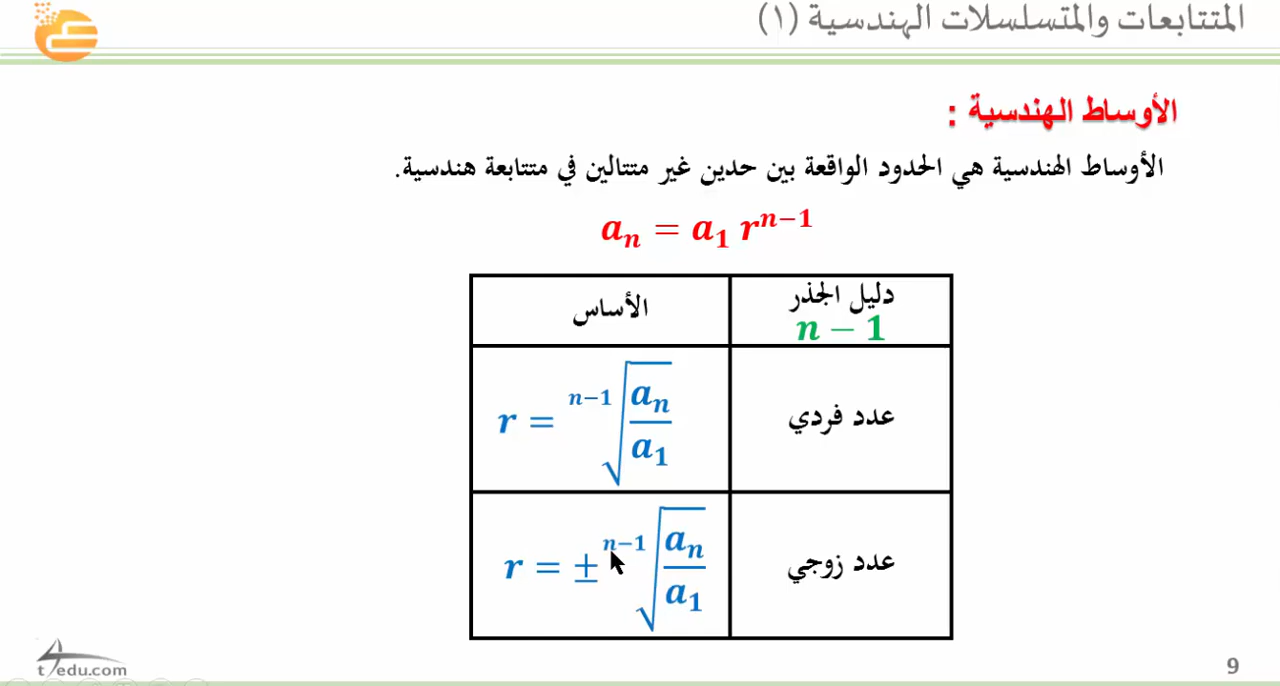 المتتابعات والمتسلسلات الهندسية (١)
الأوساط الهندسية :
الأوساط الهندسية هي الحدود الواقعة بين حدين غير متتالين في متتابعة هندسية.
aₙ = a₁ rⁿ⁻¹
دليل الجذر
n − 1
الأساس
عدد فردي
r = ⁿ⁻¹√(aₙ/a₁)
عدد زوجي
r = ± ⁿ⁻¹√(aₙ/a₁)
t4edu.com
9